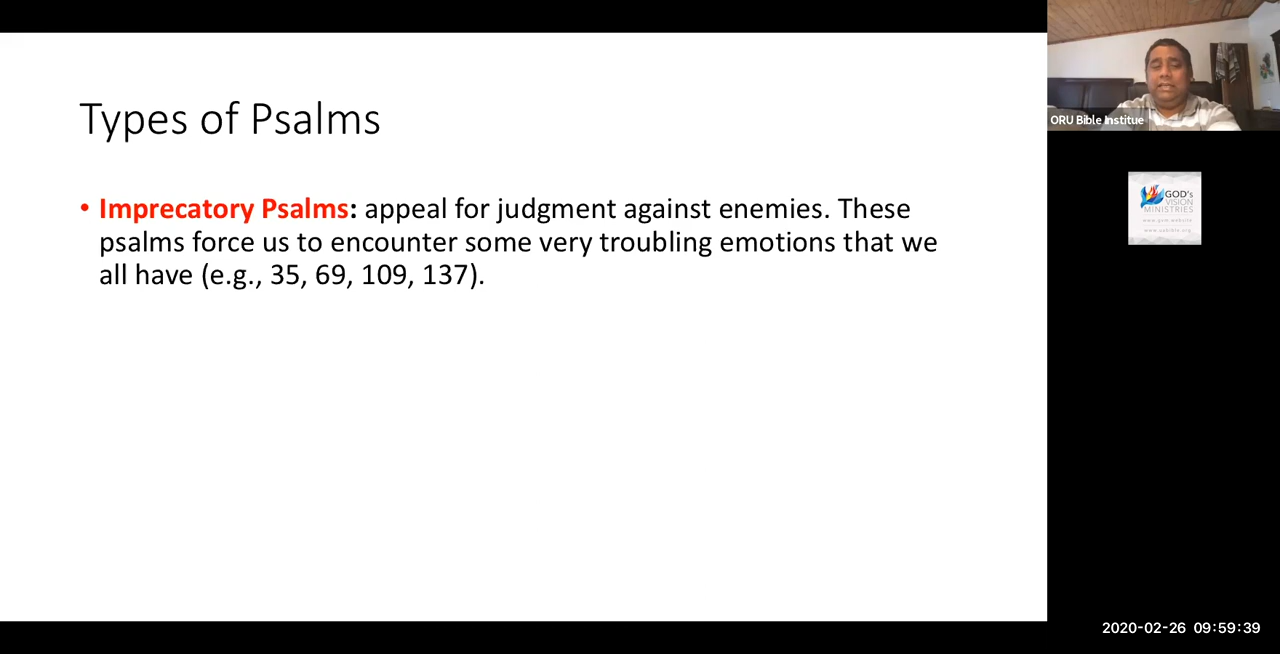 Types of Psalms
• Imprecatory Psalms: appeal for judgment against enemies. These
psalms force us to encounter some very troubling emotions that we
all have (e.g., 35, 69, 109, 137).
ORU Bible Institue
GOD's
VISION
MINISTRIES
2020-02-26 09:59:39